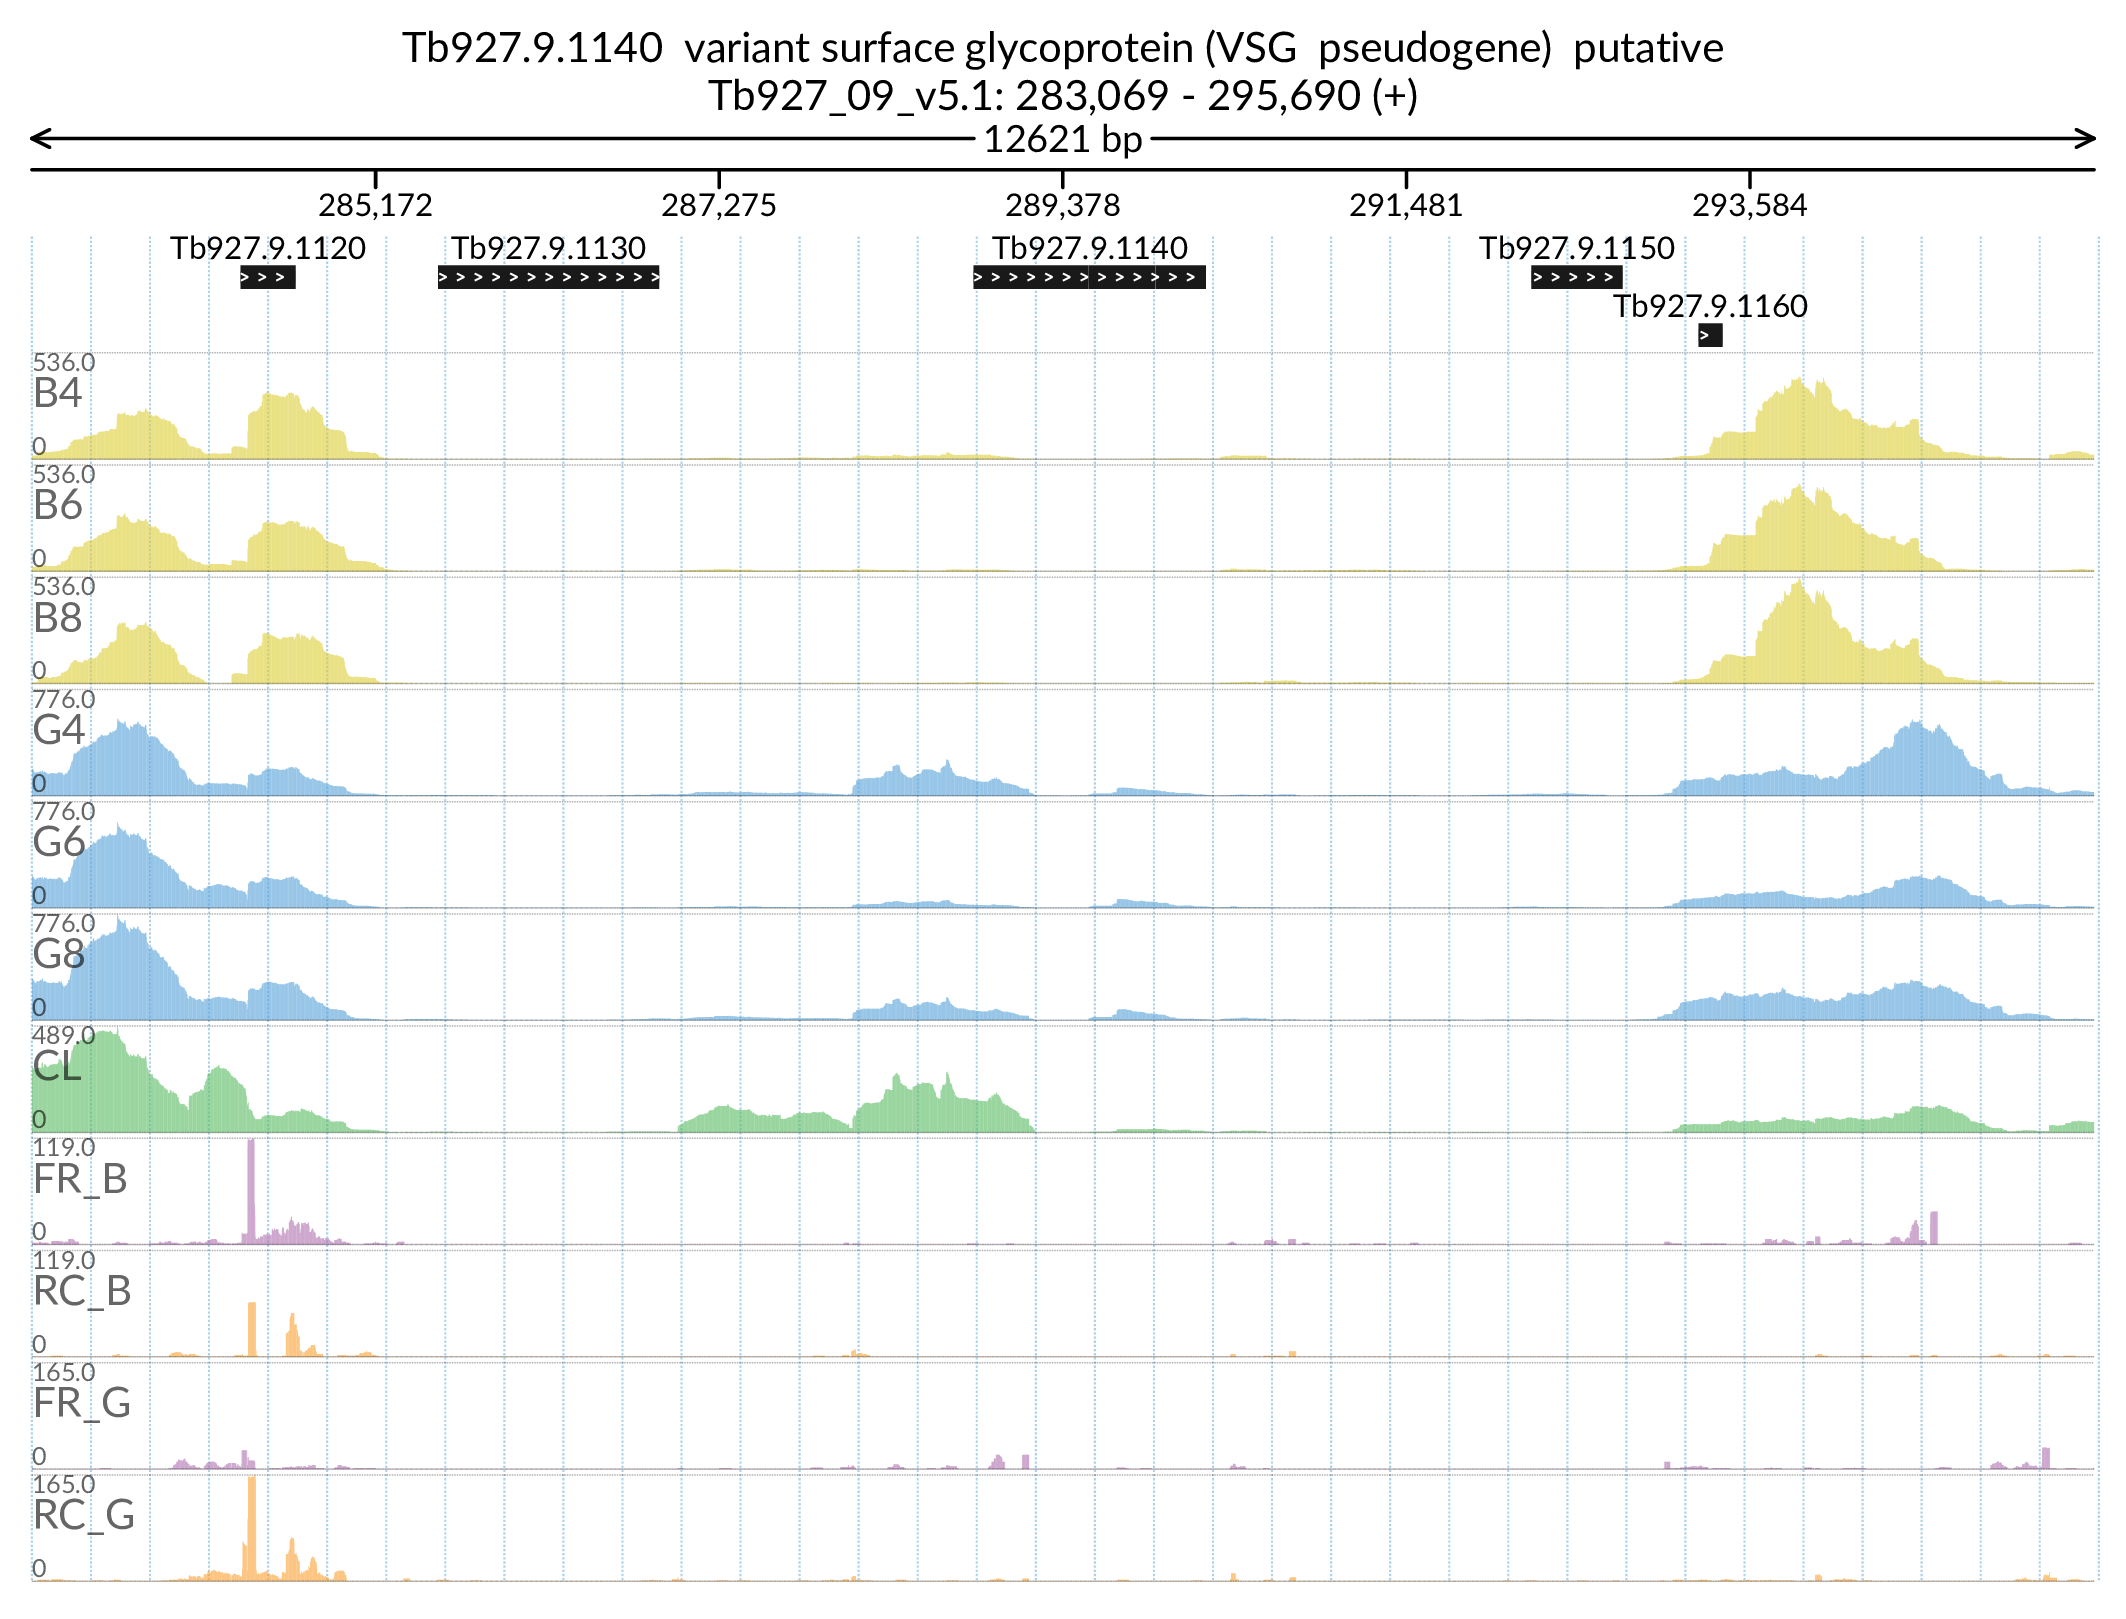 Tb927.9.1140 variant surface glycoprotein (VSG pseudogene) putative
Tb927_09_v5.1: 283,069 - 295,690 (+)
12621 bp
285,172 287,275 289,378 291,481 293,584
Tb927.9.1120 Tb927.9.1130 Tb927.9.1140 Tb927.9.1150
Tb927.9.1160
536.0
B4
0
536.0
B6
0
536.0
B8
0
776.0
G4
0
776.0
G6
0
776.0
G8
0
489.0
CL
0
119.0
FR_B
0
119.0
RC_B
0
165.0
FR_G
0
165.0
RC_G
0